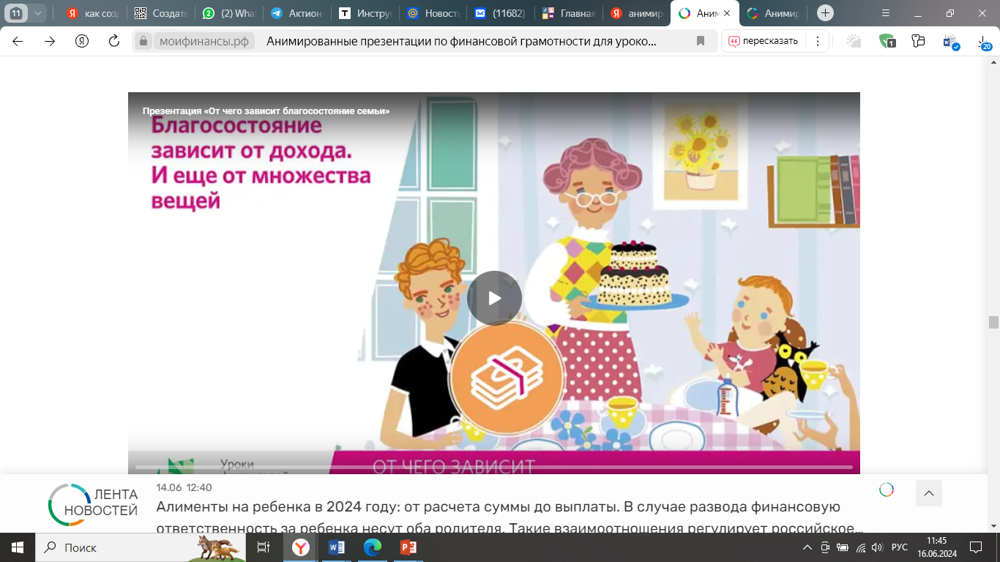 11
как созд
Создать
(2) What
Актион
Инструк
Новост
(11682)
Главная
анимир
Аним
Анимир
моифинансы.рф
Анимированные презентации по финансовой грамотности для уроко...
пересказать
1
20
Презентация «От чего зависит благосостояние семьи»
Благосостояние
зависит от дохода.
И еще от множества
вещей
Уроки
ОТ ЧЕГО ЗАВИСИТ
ЛЕНТА
НОВОСТЕЙ
14.06 12:40
Алименты на ребенка в 2024 году: от расчета суммы до выплаты. В случае развода финансовую
ответственность за ребенка несут оба родителя. Такие взаимоотношения регулирует российское...
Поиск
РУС
11:45
16.06.2024